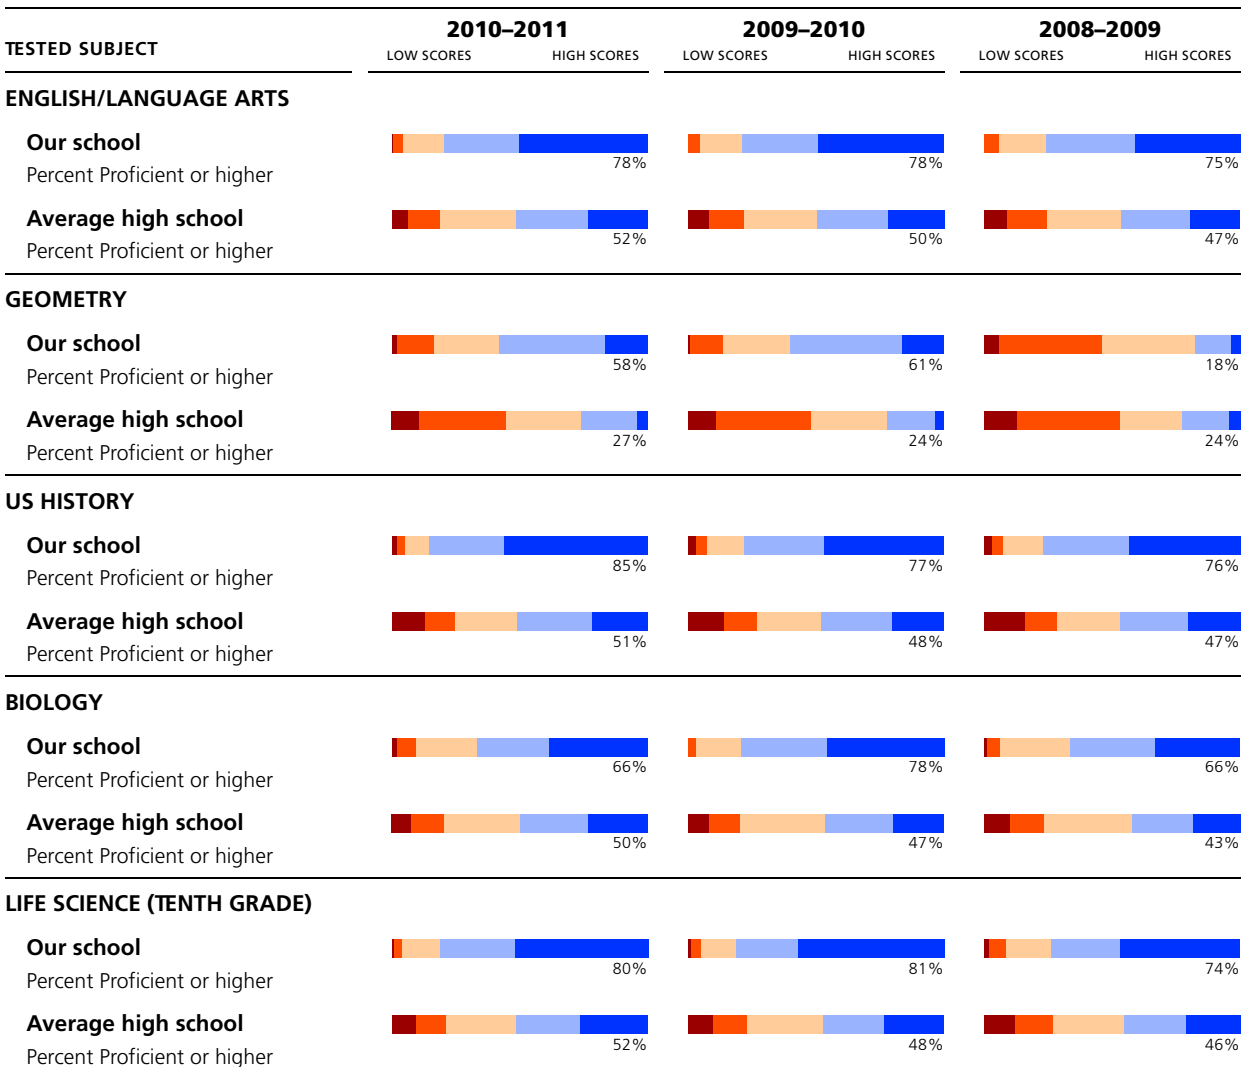 2010–2011 2009–2010 2008–2009
TESTED SUBJECT
LOW SCORES HIGH SCORES LOW SCORES HIGH SCORES LOW SCORES HIGH SCORES
ENGLISH/LANGUAGE ARTS
Our school
78% 78% 75%
Percent Proficient or higher
Average high school
52% 50% 47%
Percent Proficient or higher
GEOMETRY
Our school
58% 61% 18%
Percent Proficient or higher
Average high school
27% 24% 24%
Percent Proficient or higher
US HISTORY
Our school
85% 77% 76%
Percent Proficient or higher
Average high school
51% 48% 47%
Percent Proficient or higher
BIOLOGY
Our school
66% 78% 66%
Percent Proficient or higher
Average high school
50% 47% 43%
Percent Proficient or higher
LIFE SCIENCE (TENTH GRADE)
Our school
80% 81% 74%
Percent Proficient or higher
Average high school
52% 48% 46%
Percent Proficient or higher